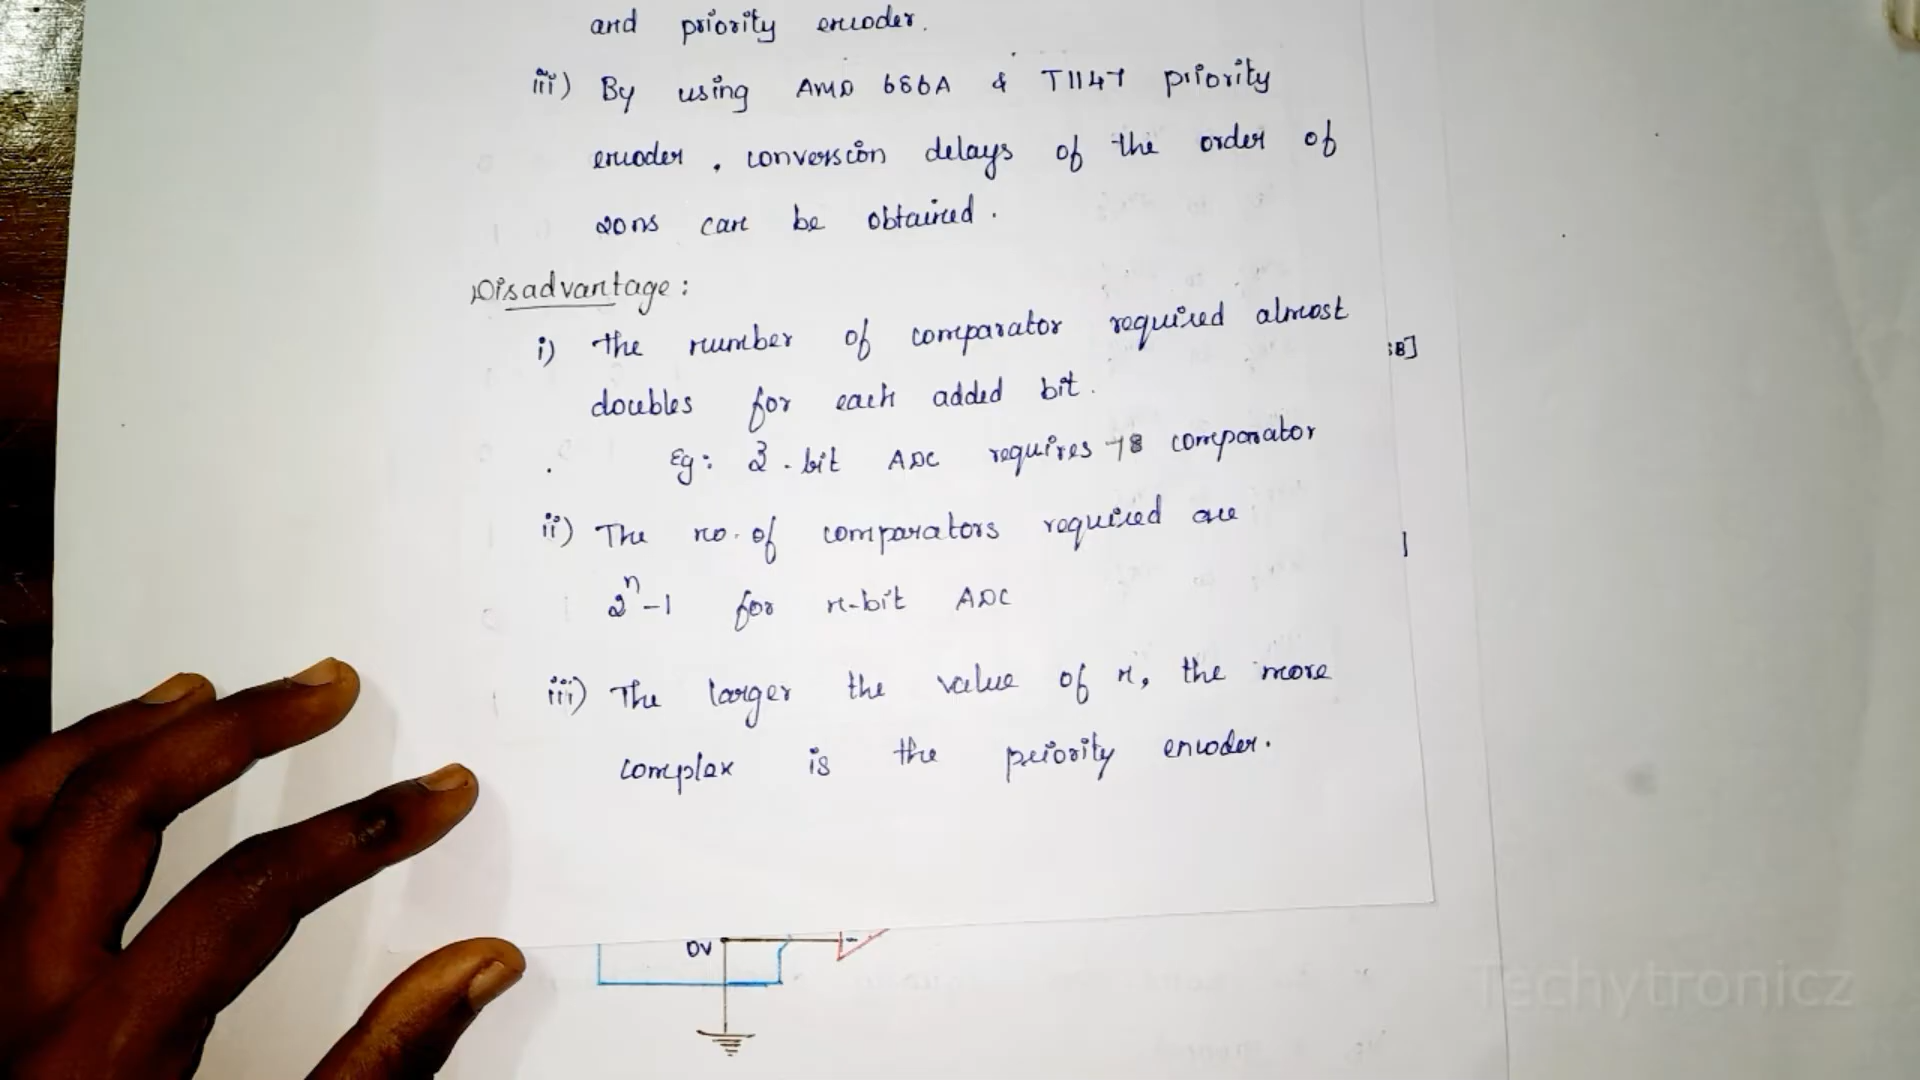 and priority encoder.
iii) By using AMD 686A & T1147 priority
encoder, conversion delays of the order of
20ns can be obtained.
Disadvantage:
i) The number of comparator required almost
doubles for each added bit.
Eg: 3-bit ADC requires 8 comparator
ii) The no. of comparators required are
2ⁿ-1 for n-bit ADC
iii) The larger the value of n, the more
complex is the priority encoder.
:B]
0V
-
Techytronicz